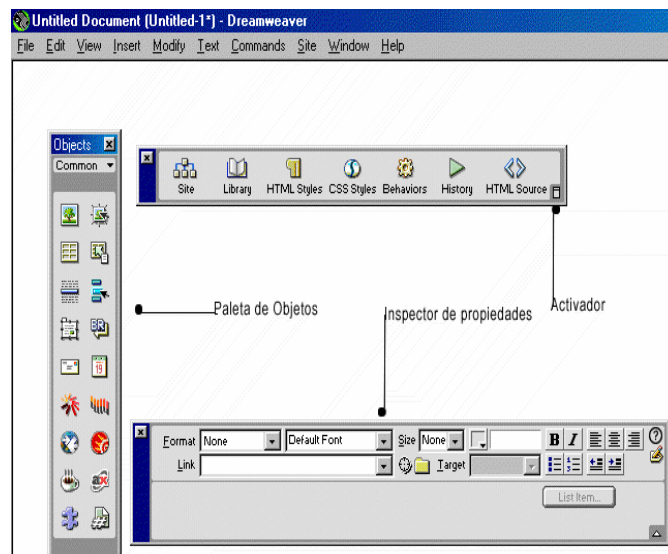 Untitled Document (Untitled-1*) - Dreamweaver
File Edit View Insert Modify Text Commands Site Window Help
Objects
Common
Site Library HTML Styles CSS Styles Behaviors History HTML Source
Paleta de Objetos
Inspector de propiedades
Activador
BR
19
Format None Default Font Size None B I
Link Target
List Item...